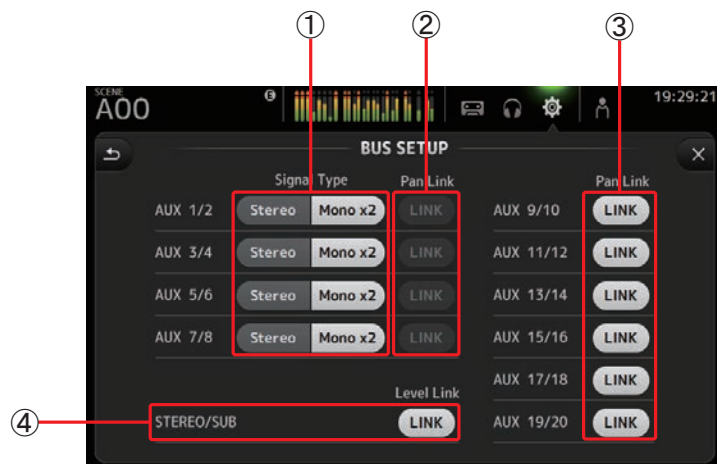 ① ② ③
SCENE
A00 E 19:29:21
BUS SETUP
Signal Type Pan Link Pan Link
AUX 1/2 Stereo Mono x2 LINK AUX 9/10 LINK
AUX 3/4 Stereo Mono x2 LINK AUX 11/12 LINK
AUX 5/6 Stereo Mono x2 LINK AUX 13/14 LINK
AUX 7/8 Stereo Mono x2 LINK AUX 15/16 LINK
Level Link AUX 17/18 LINK
④ STEREO/SUB LINK AUX 19/20 LINK